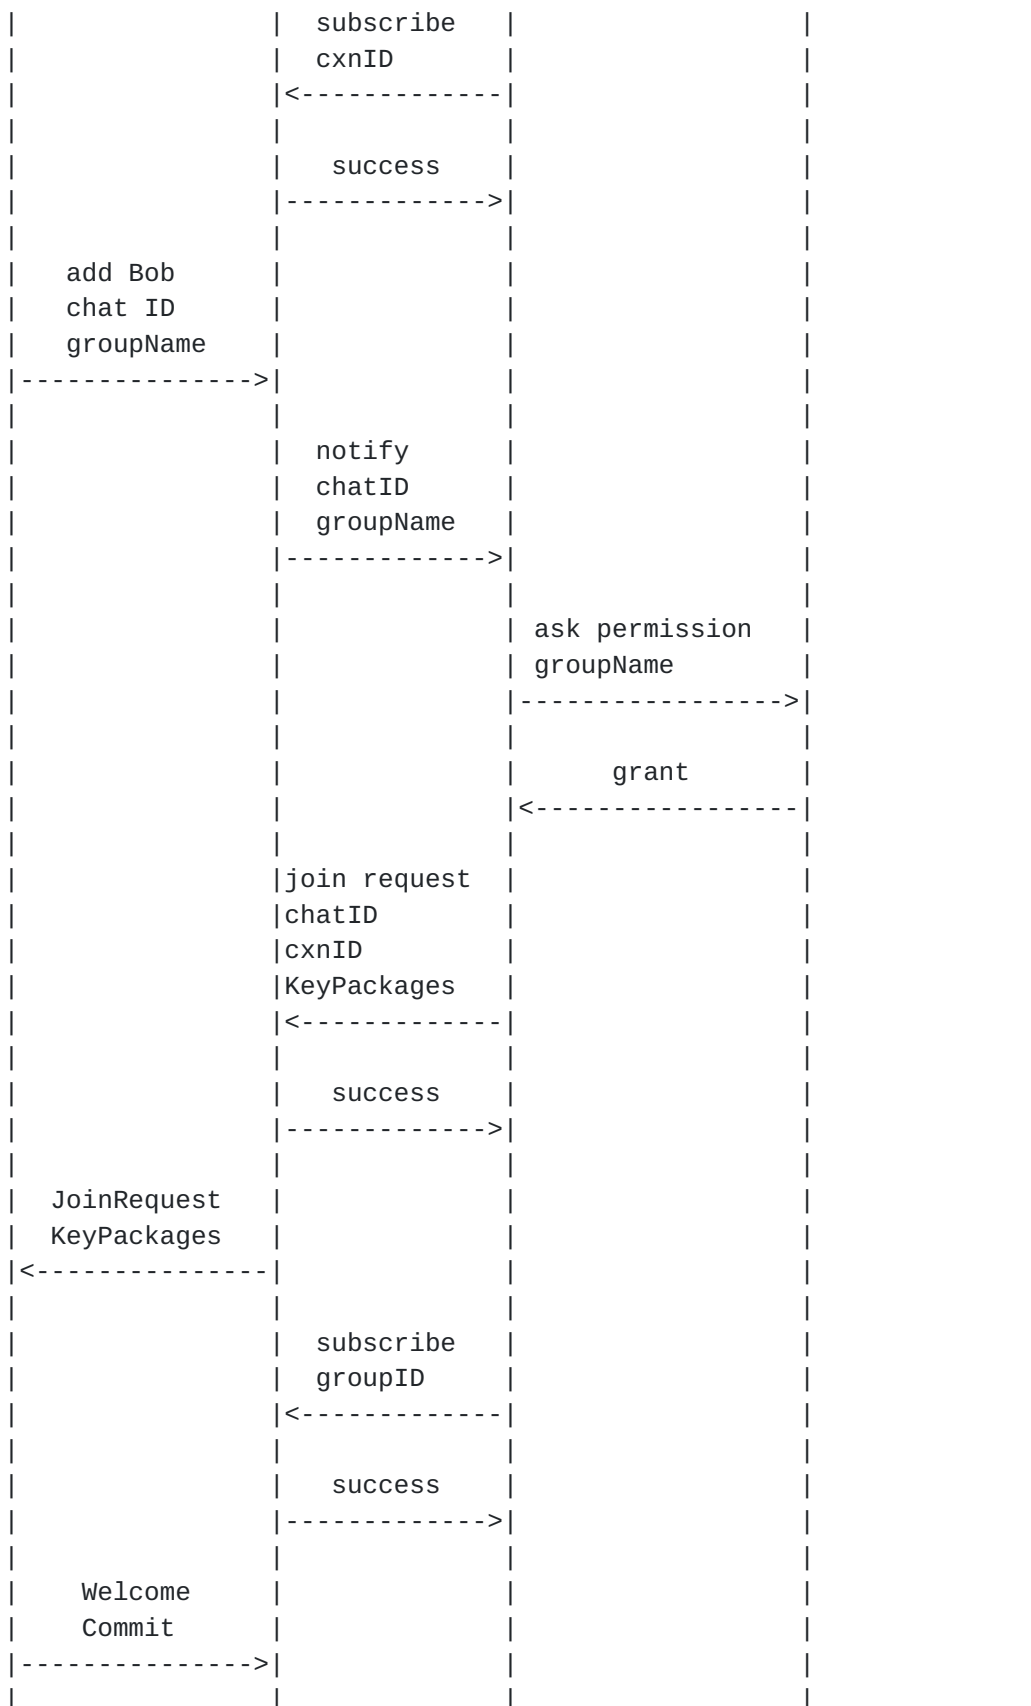 |                |  subscribe   |                  |
|                |  cxnID       |                  |
|                |<-------------|                  |
|                |              |                  |
|                |   success    |                  |
|                |------------->|                  |
|                |              |                  |
|   add Bob      |              |                  |
|   chat ID      |              |                  |
|   groupName    |              |                  |
|--------------->|              |                  |
|                |              |                  |
|                |  notify      |                  |
|                |  chatID      |                  |
|                |  groupName   |                  |
|                |------------->|                  |
|                |              |                  |
|                |              | ask permission   |
|                |              | groupName        |
|                |              |----------------->|
|                |              |                  |
|                |              |      grant       |
|                |              |<-----------------|
|                |              |                  |
|                |join request  |                  |
|                |chatID        |                  |
|                |cxnID         |                  |
|                |KeyPackages   |                  |
|                |<-------------|                  |
|                |              |                  |
|                |   success    |                  |
|                |------------->|                  |
|                |              |                  |
|  JoinRequest   |              |                  |
|  KeyPackages   |              |                  |
|<---------------|              |                  |
|                |              |                  |
|                |  subscribe   |                  |
|                |  groupID     |                  |
|                |<-------------|                  |
|                |              |                  |
|                |   success    |                  |
|                |------------->|                  |
|                |              |                  |
|    Welcome     |              |                  |
|    Commit      |              |                  |
|--------------->|              |                  |
|                |              |                  |